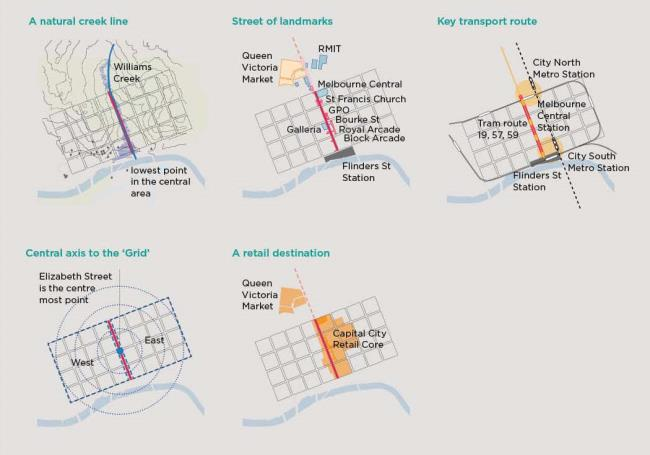 A natural creek line
Williams
Creek
lowest point
in the central
area
Street of landmarks
RMIT
Queen
Victoria
Market
Melbourne Central
St Francis Church
GPO
Bourke St
Galleria
Royal Arcade
Block Arcade
Flinders St
Station
Key transport route
City North
Metro Station
Melbourne
Central
Station
Tram route
19, 57, 59
City South
Metro Station
Flinders St
Station
Central axis to the ‘Grid’
Elizabeth Street
is the centre
most point
East
West
A retail destination
Queen
Victoria
Market
Capital City
Retail Core